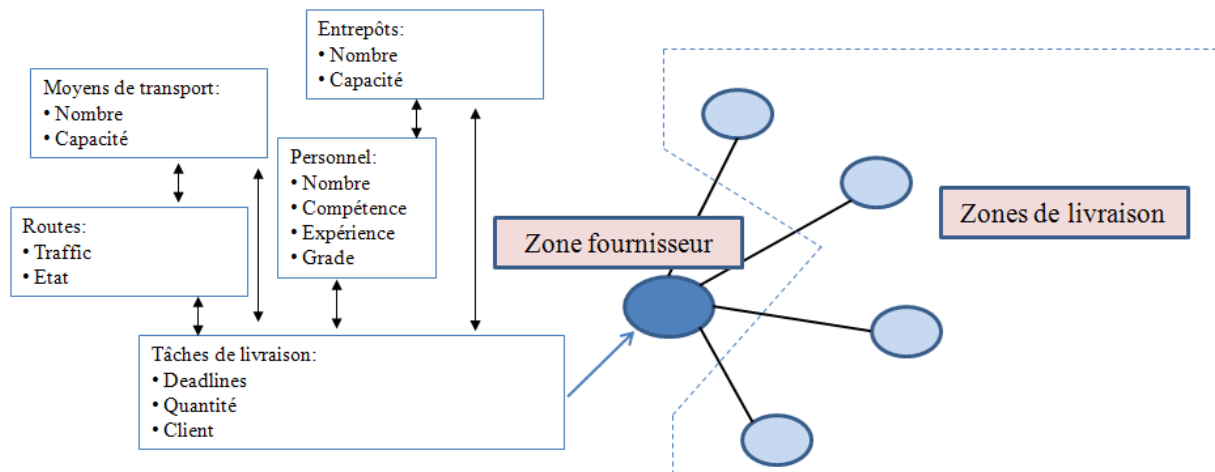 Entrepôts:
• Nombre
• Capacité
Moyens de transport:
• Nombre
• Capacité
Personnel:
• Nombre
• Compétence
• Expérience
• Grade
Routes:
• Traffic
• Etat
Tâches de livraison:
• Deadlines
• Quantité
• Client
Zone fournisseur
Zones de livraison